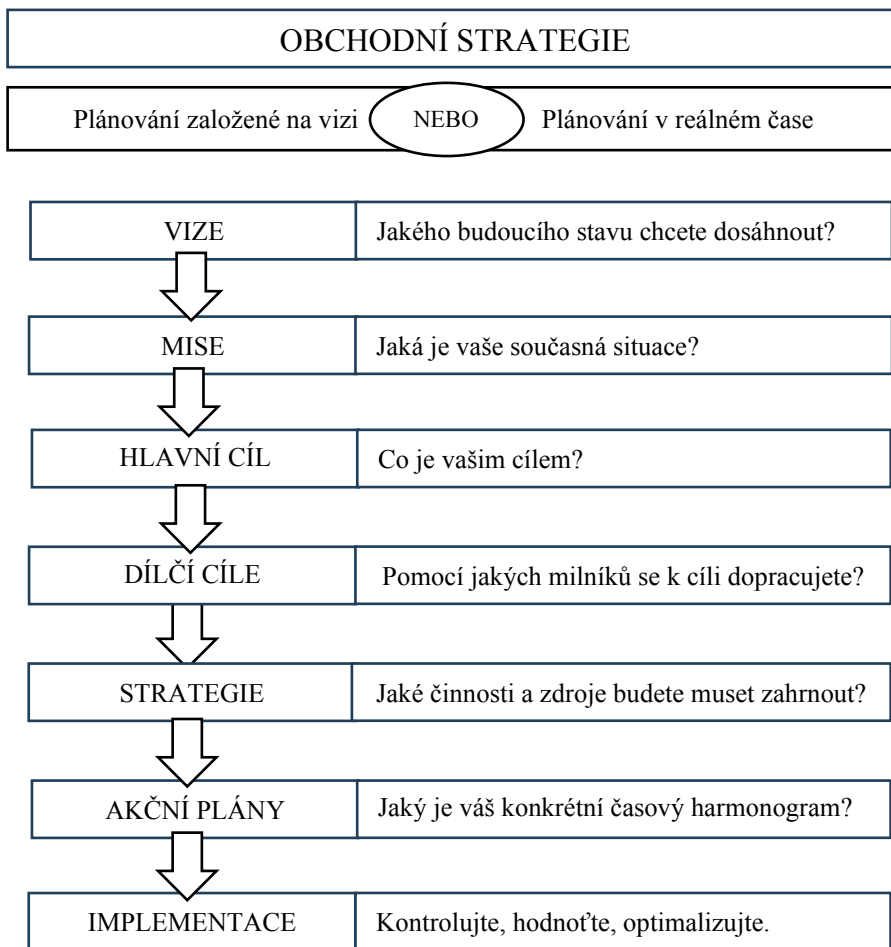 OBCHODNÍ STRATEGIE
Plánování založené na vizi NEBO Plánování v reálném čase
VIZE Jakého budoucího stavu chcete dosáhnout?
MISE Jaká je vaše současná situace?
HLAVNÍ CÍL Co je vašim cílem?
DÍLČÍ CÍLE Pomocí jakých milníků se k cíli dopracujete?
STRATEGIE Jaké činnosti a zdroje budete muset zahrnout?
AKČNÍ PLÁNY Jaký je váš konkrétní časový harmonogram?
IMPLEMENTACE Kontrolujte, hodnoťte, optimalizujte.